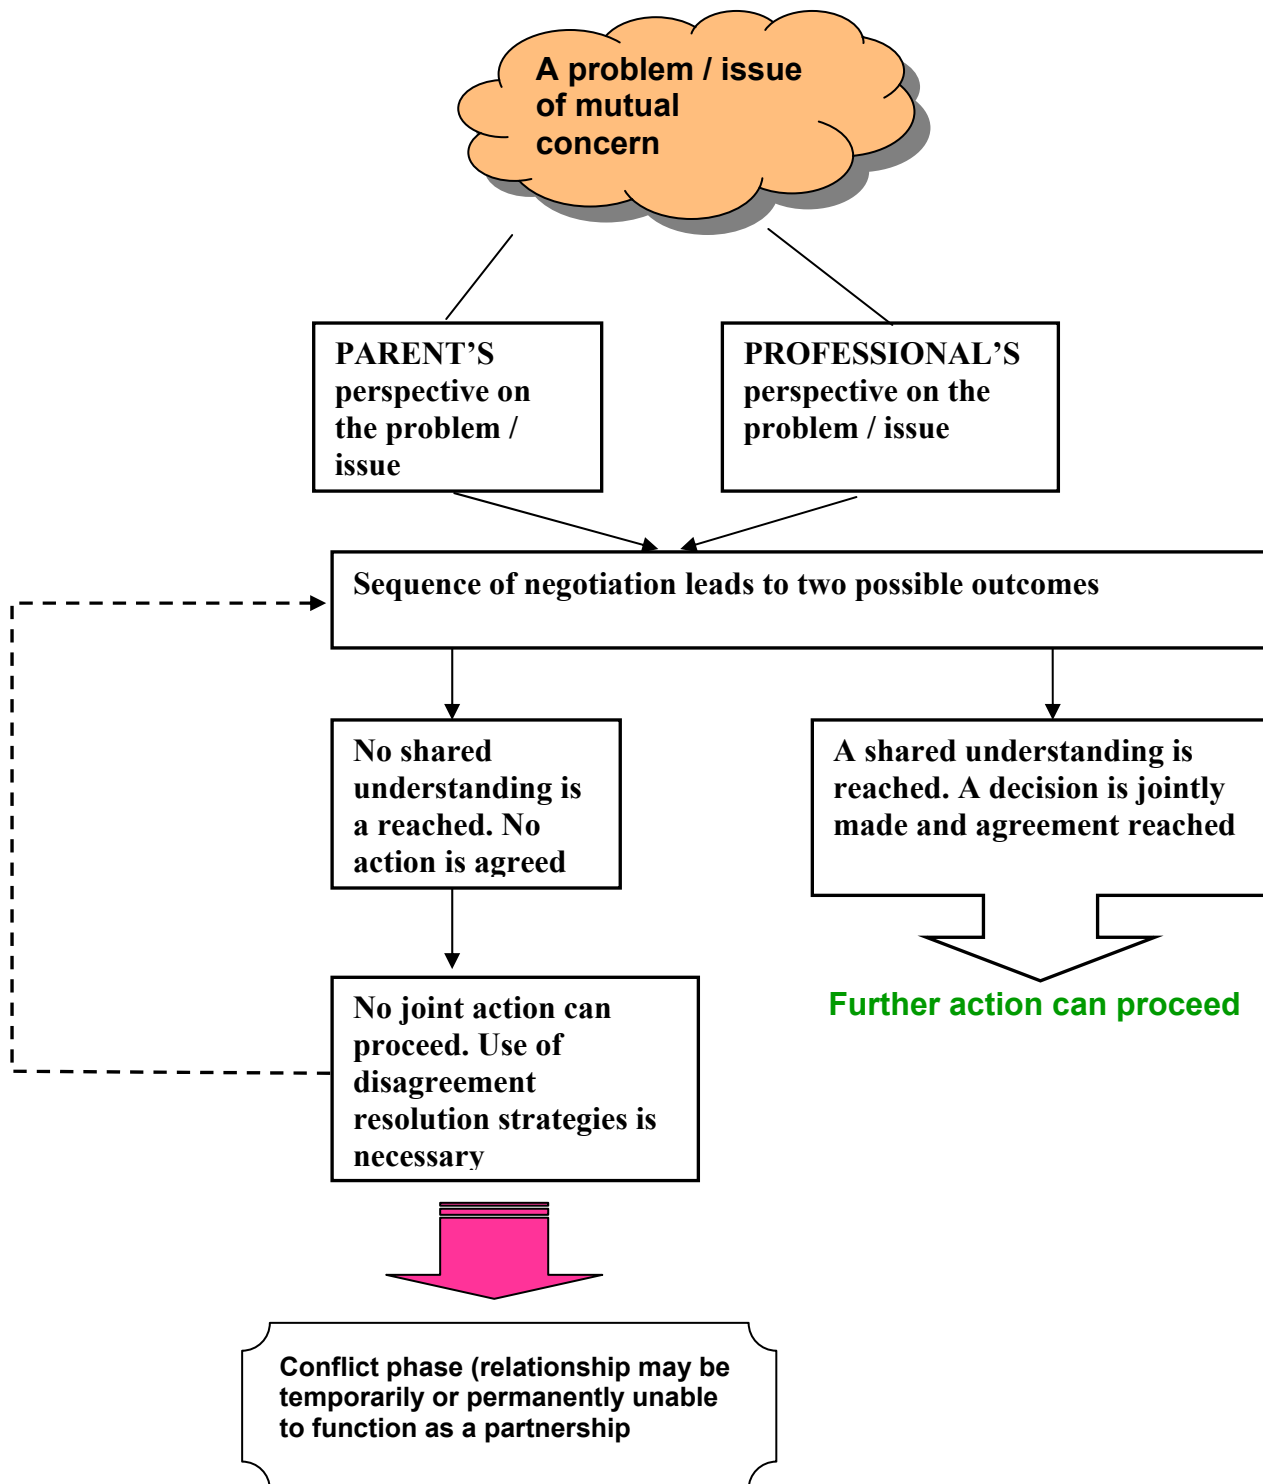 A problem / issue
of mutual
concern
PARENT’S
perspective on
the problem /
issue
PROFESSIONAL’S
perspective on the
problem / issue
Sequence of negotiation leads to two possible outcomes
No shared
understanding is
a reached. No
action is agreed
A shared understanding is
reached. A decision is jointly
made and agreement reached
Further action can proceed
No joint action can
proceed. Use of
disagreement
resolution strategies is
necessary
Conflict phase (relationship may be
temporarily or permanently unable
to function as a partnership